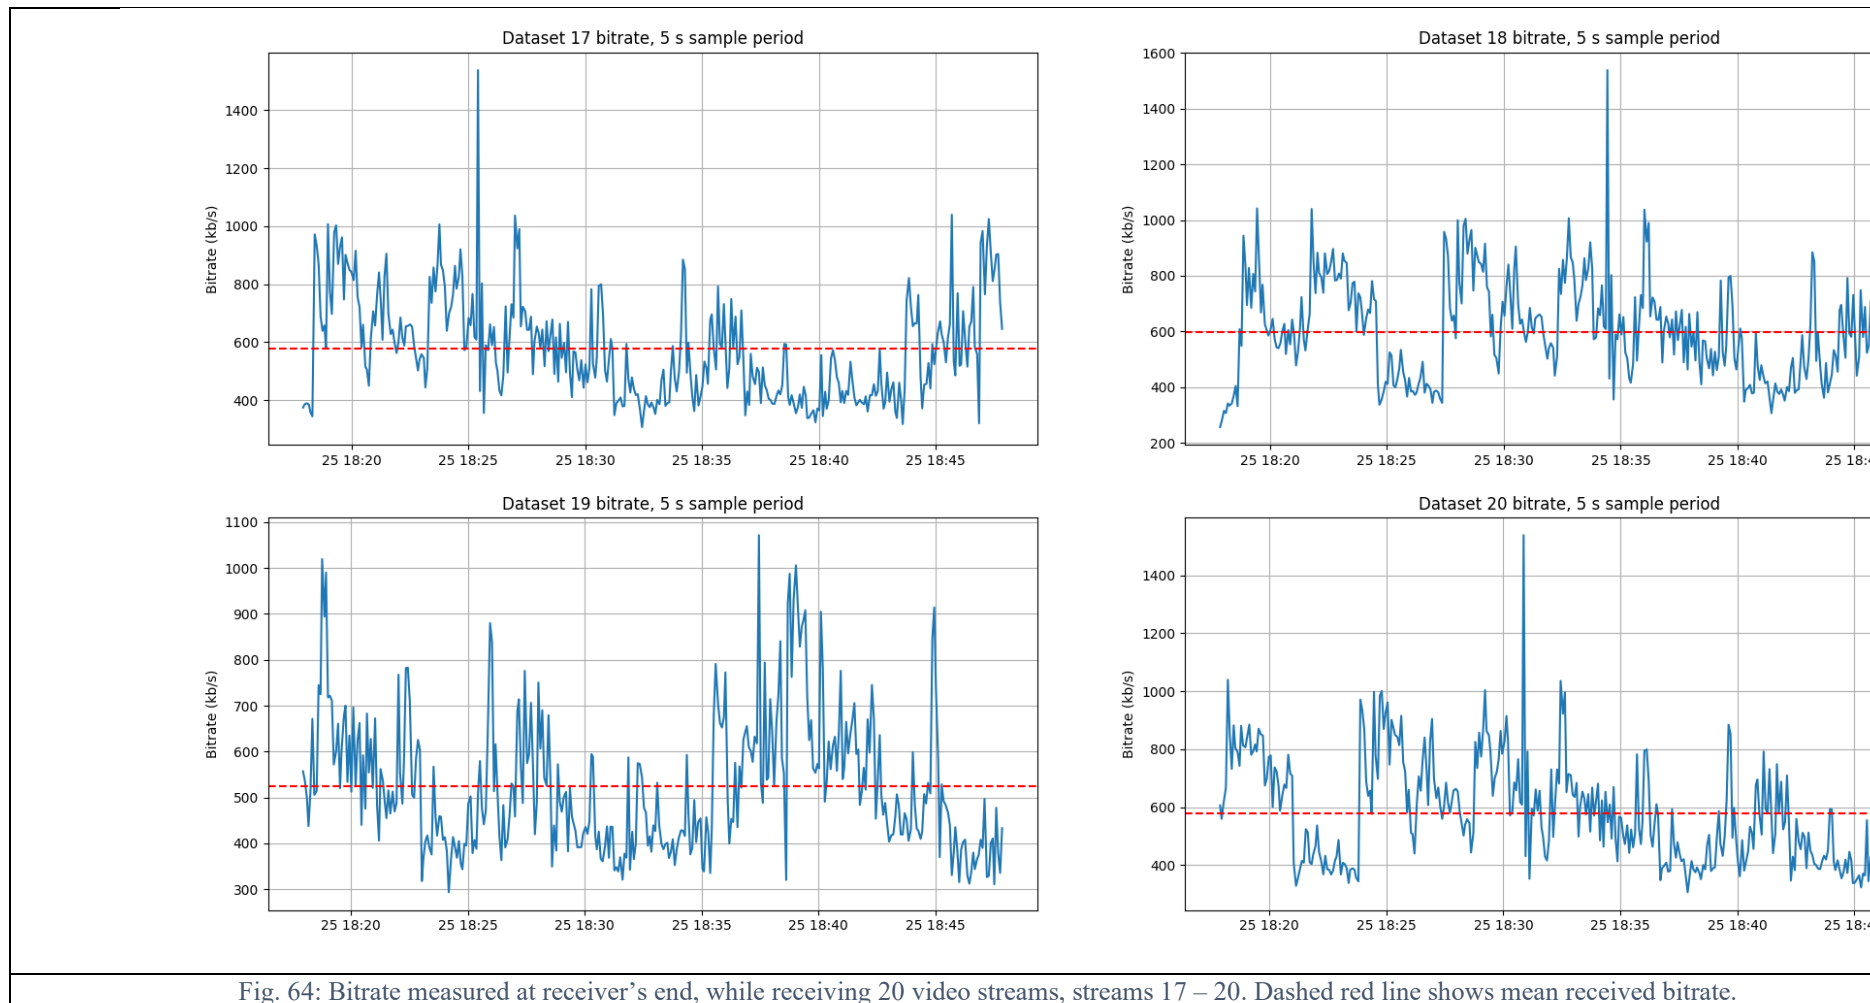 Dataset 17 bitrate, 5 s sample period
Bitrate (kb/s)
1400
1200
1000
800
600
400
25 18:20 25 18:25 25 18:30 25 18:35 25 18:40 25 18:45
Dataset 18 bitrate, 5 s sample period
Bitrate (kb/s)
1600
1400
1200
1000
800
600
400
200
25 18:20 25 18:25 25 18:30 25 18:35 25 18:40
Dataset 19 bitrate, 5 s sample period
Bitrate (kb/s)
1100
1000
900
800
700
600
500
400
300
25 18:20 25 18:25 25 18:30 25 18:35 25 18:40 25 18:45
Dataset 20 bitrate, 5 s sample period
Bitrate (kb/s)
1400
1200
1000
800
600
400
25 18:20 25 18:25 25 18:30 25 18:35 25 18:40
Fig. 64: Bitrate measured at receiver’s end, while receiving 20 video streams, streams 17 – 20. Dashed red line shows mean received bitrate.